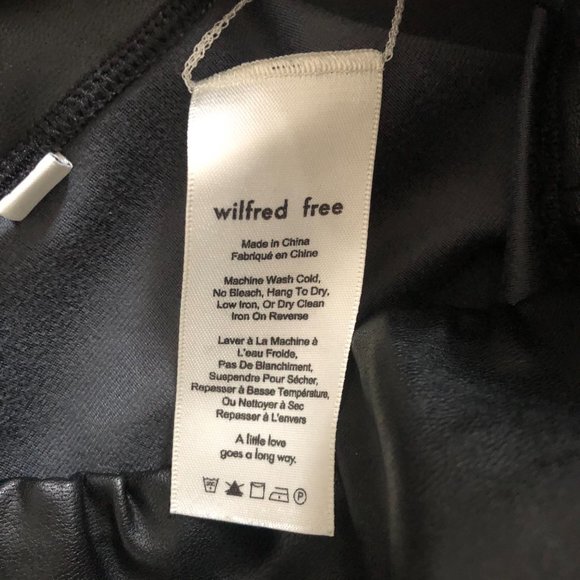 wilfred free
Made in China
Fabriqué en Chine
Machine Wash Cold,
No Bleach, Hang To Dry,
Low Iron, Or Dry Clean
Iron On Reverse
Laver à La Machine à
L'eau Froide,
Pas De Blanchiment,
Suspendre Pour Sécher,
Repasser à Basse Température,
Ou Nettoyer à Sec
Repasser à L'envers
A little love
goes a long way.
P